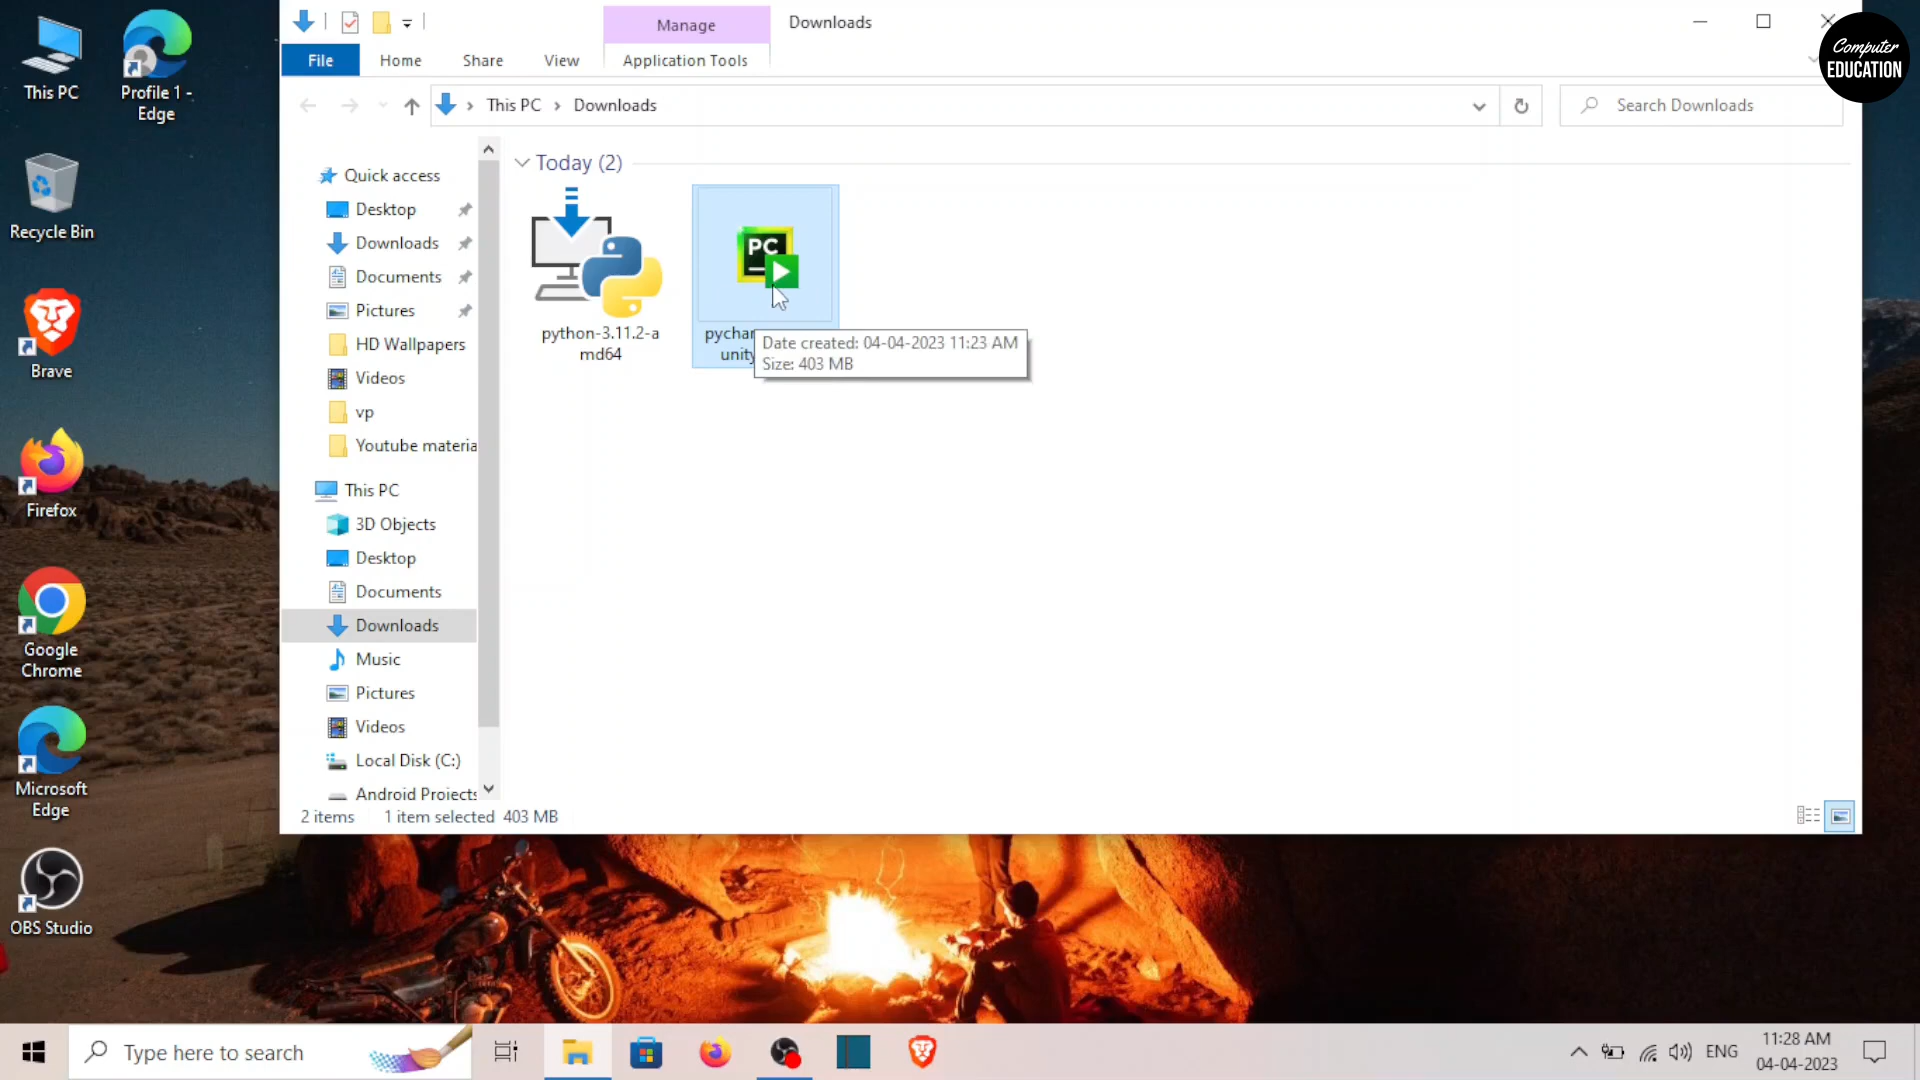 This PC
Profile 1 -
Edge
Recycle Bin
Brave
Firefox
Google
Chrome
Microsoft
Edge
OBS Studio
Manage
Downloads
File
Home
Share
View
Application Tools
This PC
Downloads
Search Downloads
Computer
EDUCATION
Quick access
Desktop
Downloads
Documents
Pictures
HD Wallpapers
Videos
vp
Youtube materia
This PC
3D Objects
Desktop
Documents
Downloads
Music
Pictures
Videos
Local Disk (C:)
Android Projects
Today (2)
python-3.11.2-a
md64
PC
pychar
unity
Date created: 04-04-2023 11:23 AM
Size: 403 MB
2 items
1 item selected 403 MB
Type here to search
ENG
11:28 AM
04-04-2023